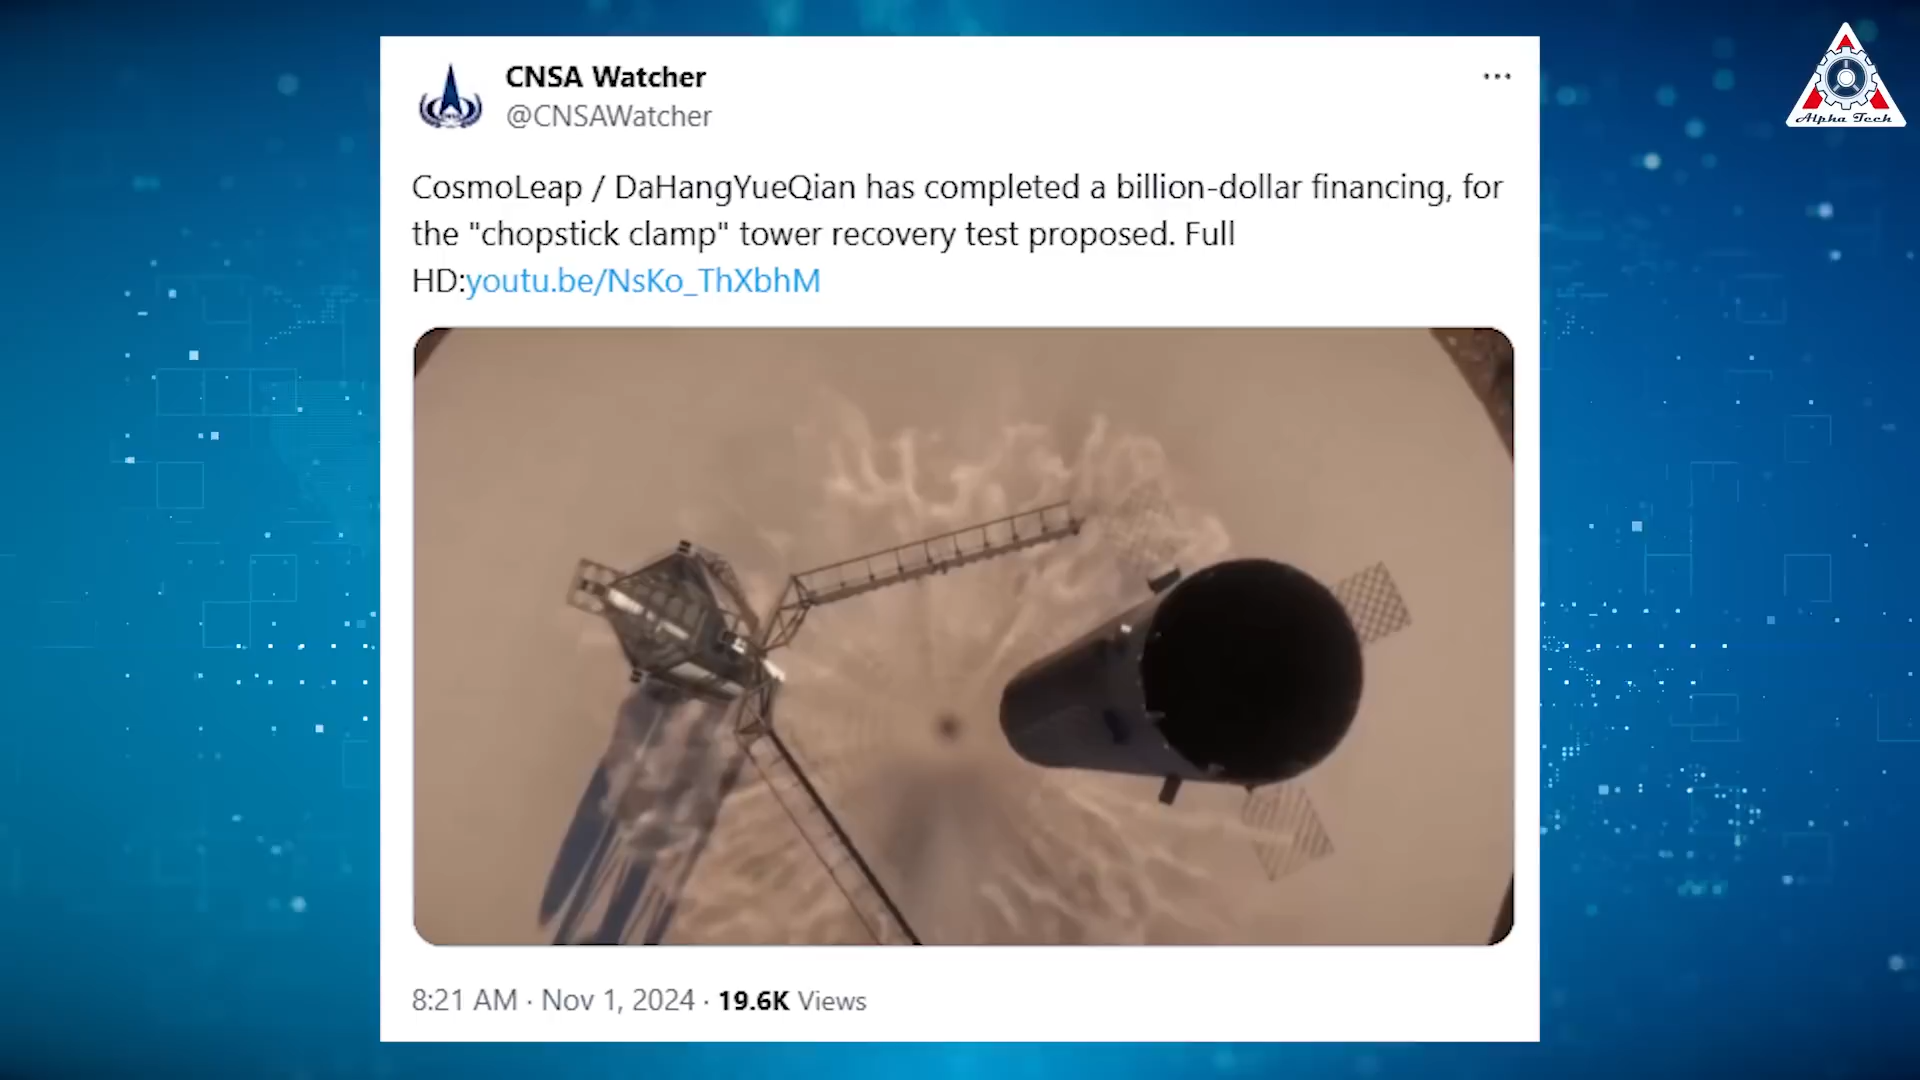 CNSA Watcher
@CNSAWatcher
CosmoLeap / DaHangYueQian has completed a billion-dollar financing, for
the "chopstick clamp" tower recovery test proposed. Full
HD:youtu.be/NsKo_ThXbhM
8:21 AM · Nov 1, 2024 · 19.6K Views
Alpha Tech